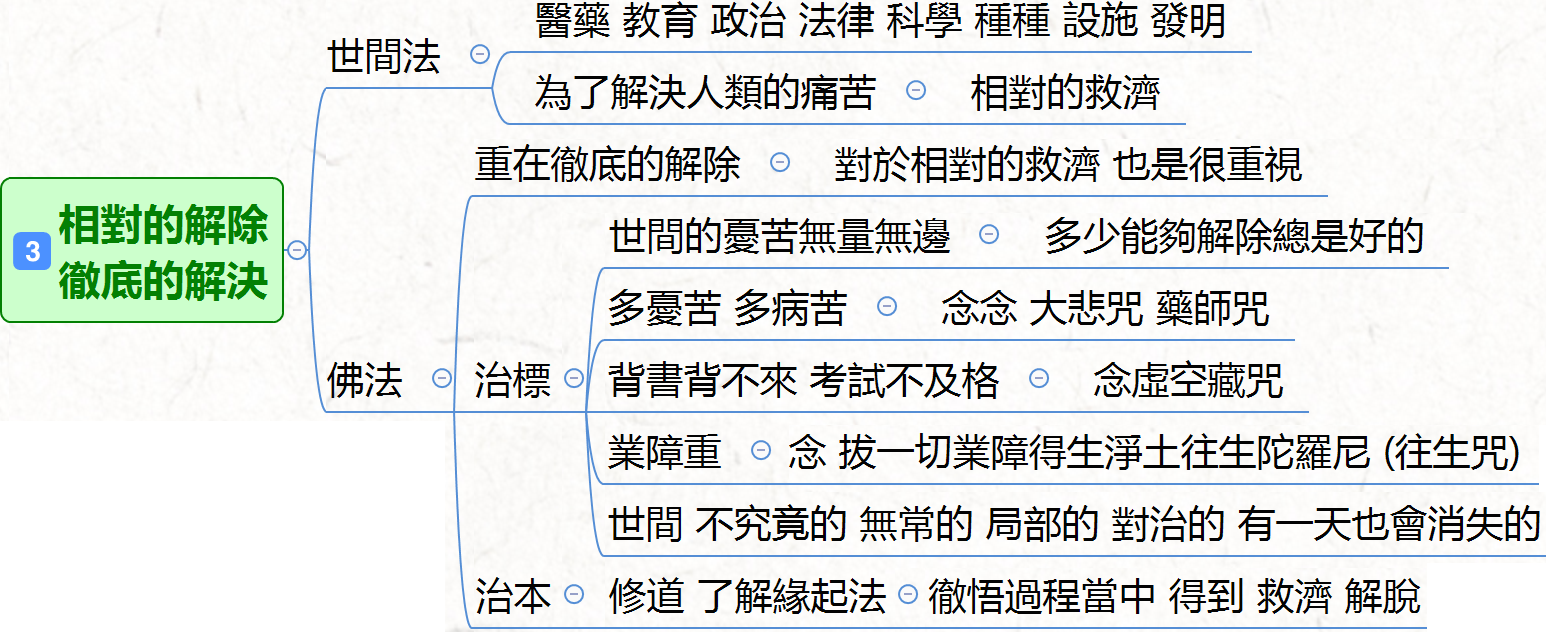 3 相對的解除
徹底的解決
世間法
醫藥 教育 政治 法律 科學 種種 設施 發明
為了解決人類的痛苦 相對的救濟
佛法
重在徹底的解除 對於相對的救濟 也是很重視
治標
世間的憂苦無量無邊 多少能夠解除總是好的
多憂苦 多病苦 念念 大悲咒 藥師咒
背書背不來 考試不及格 念虛空藏咒
業障重 念 拔一切業障得生淨土往生陀羅尼 (往生咒)
世間 不究竟的 無常的 局部的 對治的 有一天也會消失的
治本 修道 了解緣起法 徹悟過程當中 得到 救濟 解脫